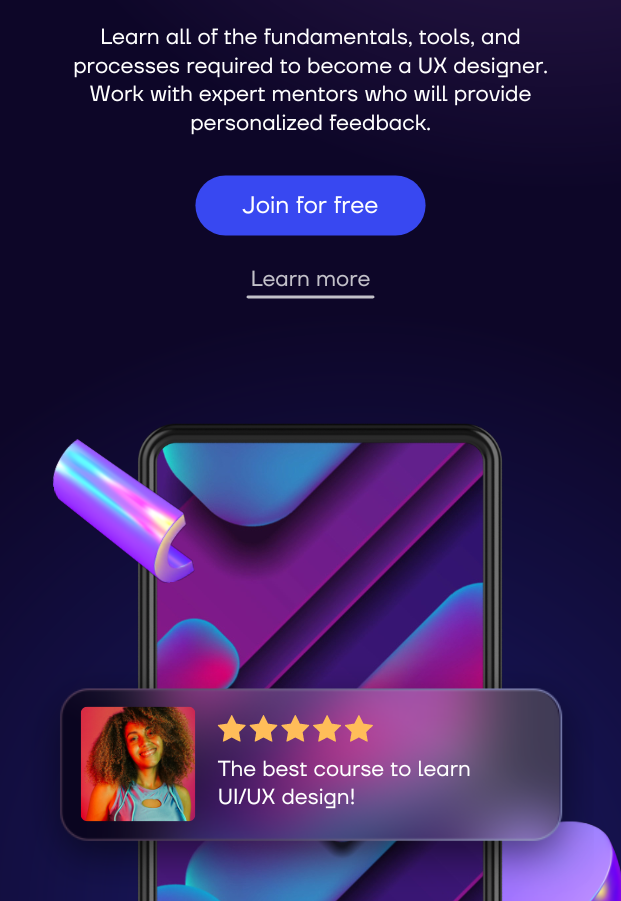 Learn all of the fundamentals, tools, and
processes required to become a UX designer.
Work with expert mentors who will provide
personalized feedback.
Join for free
Learn more
The best course to learn
UI/UX design!